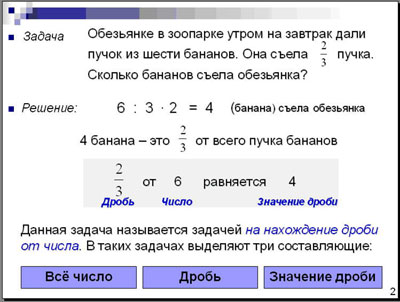 Задача Обезьянке в зоопарке утром на завтрак дали
пучок из шести бананов. Она съела 2/3 пучка.
Сколько бананов съела обезьянка?
Решение: 6 : 3 · 2 = 4 (банана) съела обезьянка
4 банана – это 2/3 от всего пучка бананов
2/3 от 6 равняется 4
Дробь Число Значение дроби
Данная задача называется задачей на нахождение дроби
от числа. В таких задачах выделяют три составляющие:
Всё число Дробь Значение дроби
2